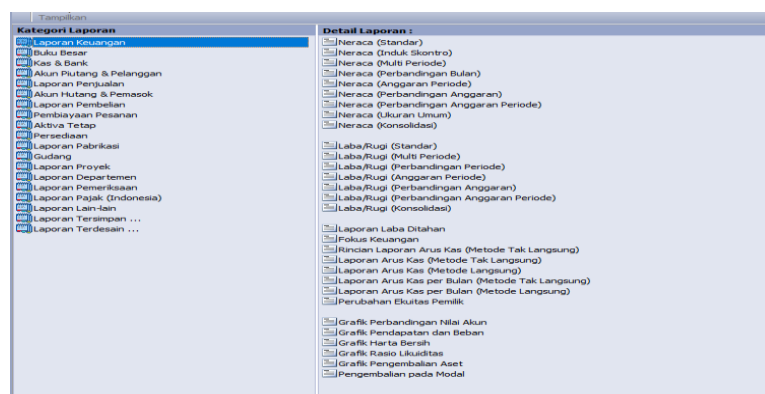 Tampilkan
Kategori Laporan
Laporan Keuangan
Buku Besar
Kas & Bank
Akun Piutang & Pelanggan
Laporan Penjualan
Akun Hutang & Pemasok
Laporan Pembelian
Pembiayaan Pesanan
Aktiva Tetap
Persediaan
Laporan Pabrikasi
Gudang
Laporan Proyek
Laporan Departemen
Laporan Pemeriksaan
Laporan Pajak (Indonesia)
Laporan Lain-lain
Laporan Tersimpan ...
Laporan Terdesain ...
Detail Laporan :
Neraca (Standar)
Neraca (Induk Skontro)
Neraca (Multi Periode)
Neraca (Perbandingan Bulan)
Neraca (Anggaran Periode)
Neraca (Perbandingan Anggaran)
Neraca (Perbandingan Anggaran Periode)
Neraca (Ukuran Umum)
Neraca (Konsolidasi)
Laba/Rugi (Standar)
Laba/Rugi (Multi Periode)
Laba/Rugi (Perbandingan Periode)
Laba/Rugi (Anggaran Periode)
Laba/Rugi (Perbandingan Anggaran)
Laba/Rugi (Perbandingan Anggaran Periode)
Laba/Rugi (Konsolidasi)
Laporan Laba Ditahan
Fokus Keuangan
Rincian Laporan Arus Kas (Metode Tak Langsung)
Laporan Arus Kas (Metode Tak Langsung)
Laporan Arus Kas (Metode Langsung)
Laporan Arus Kas per Bulan (Metode Tak Langsung)
Laporan Arus Kas per Bulan (Metode Langsung)
Perubahan Ekuitas Pemilik
Grafik Perbandingan Nilai Akun
Grafik Pendapatan dan Beban
Grafik Harta Bersih
Grafik Rasio Likuiditas
Grafik Pengembalian Aset
Pengembalian pada Modal